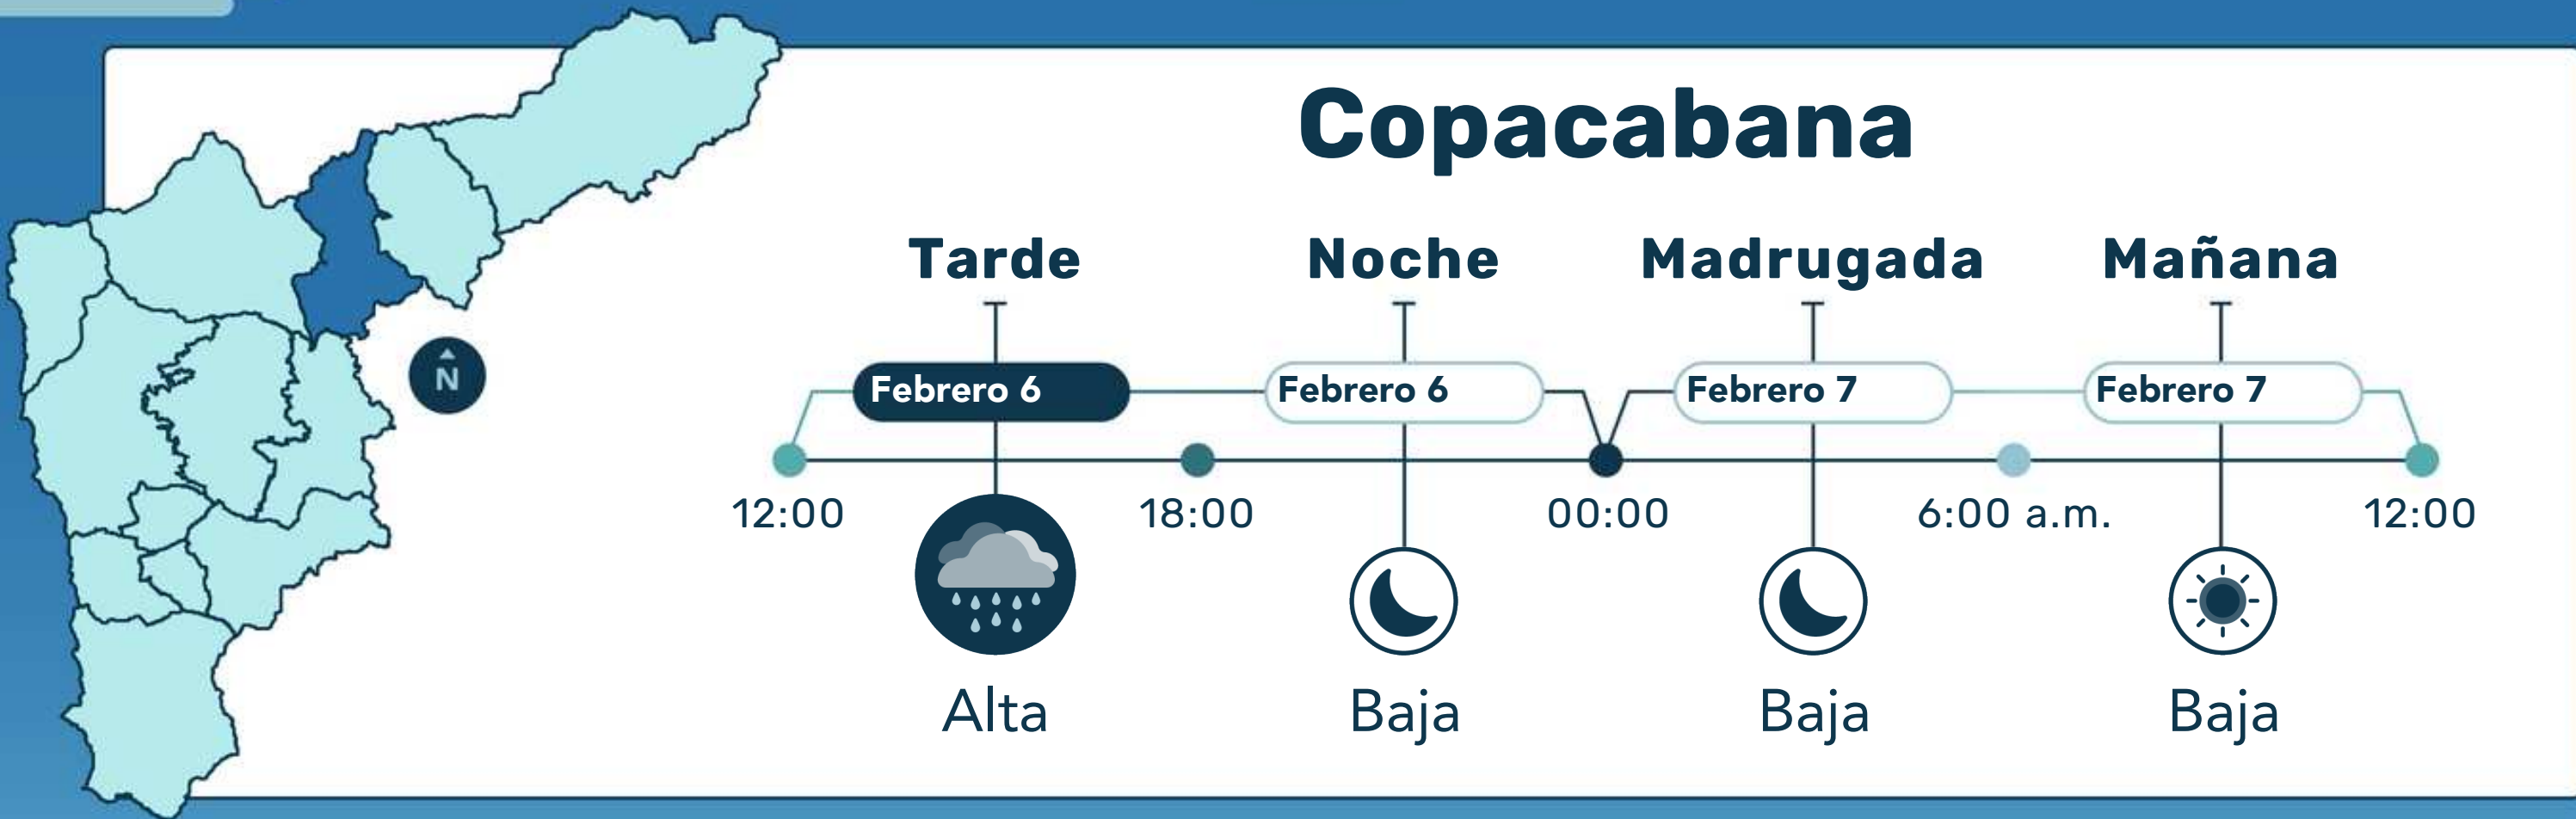 Copacabana
Tarde Noche Madrugada Mañana
Febrero 6 Febrero 6 Febrero 7 Febrero 7
12:00 18:00 00:00 6:00 a.m. 12:00
N
Alta Baja Baja Baja